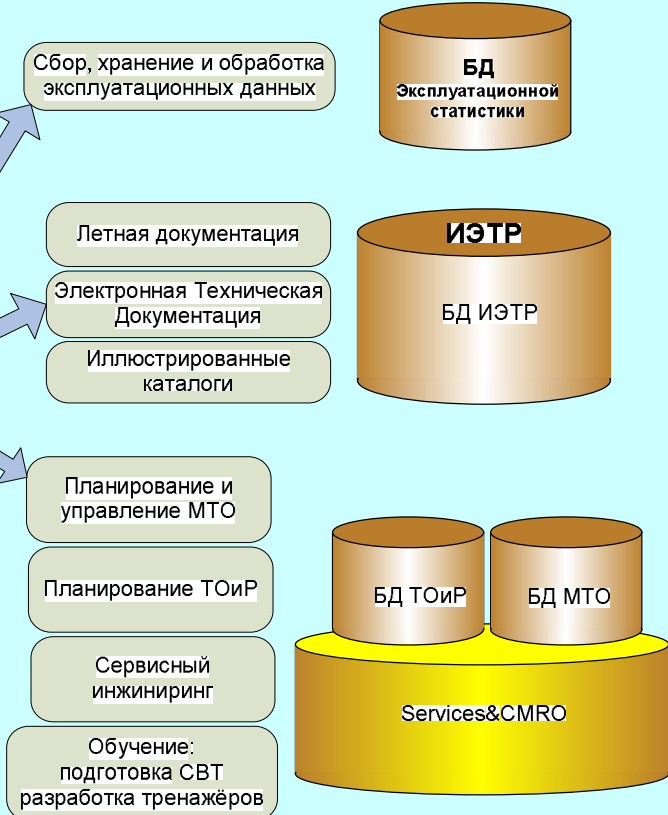 Сбор, хранение и обработка
эксплуатационных данных
БД
Эксплуатационной
статистики
Летная документация
Электронная Техническая
Документация
Иллюстрированные
каталоги
ИЭТР
БД ИЭТР
Планирование и
управление МТО
Планирование ТОиР
Сервисный
инжиниринг
Обучение:
подготовка СВТ
разработка тренажёров
БД ТОиР
БД МТО
Services&CMRO